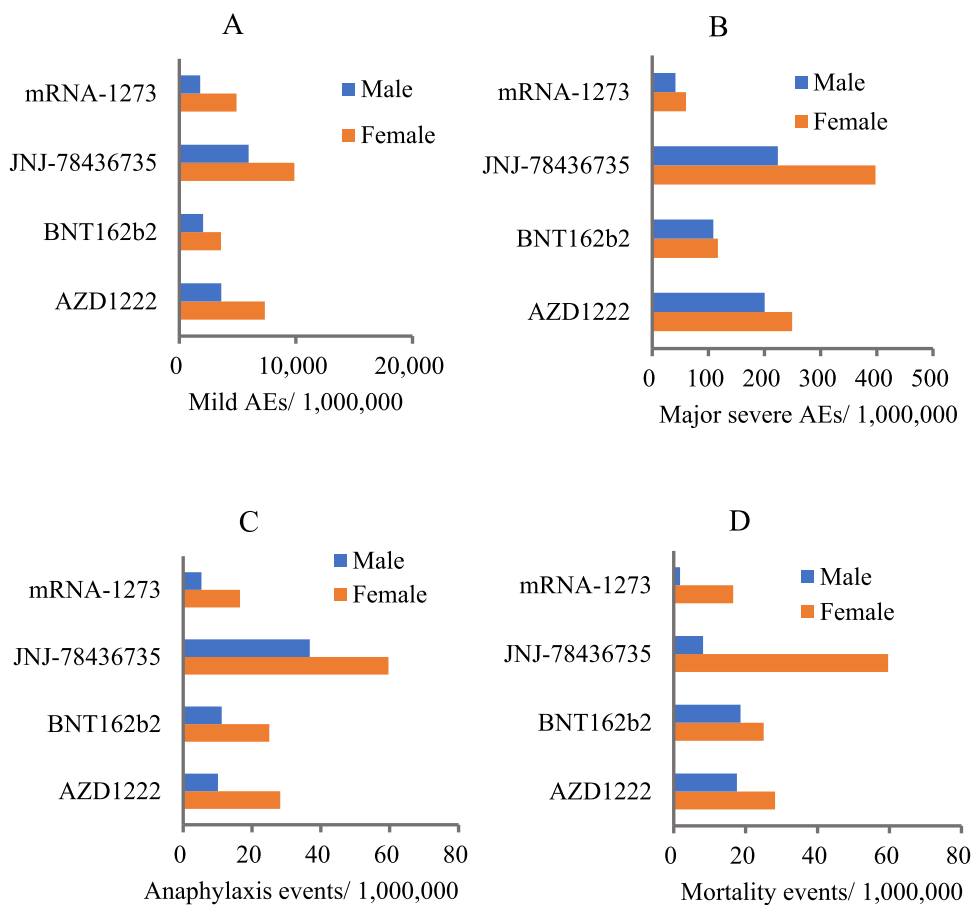 A
mRNA-1273
JNJ-78436735
BNT162b2
AZD1222
Male
Female
0 10,000 20,000
Mild AEs/ 1,000,000
B
mRNA-1273
JNJ-78436735
BNT162b2
AZD1222
Male
Female
0 100 200 300 400 500
Major severe AEs/ 1,000,000
C
mRNA-1273
JNJ-78436735
BNT162b2
AZD1222
Male
Female
0 20 40 60 80
Anaphylaxis events/ 1,000,000
D
mRNA-1273
JNJ-78436735
BNT162b2
AZD1222
Male
Female
0 20 40 60 80
Mortality events/ 1,000,000